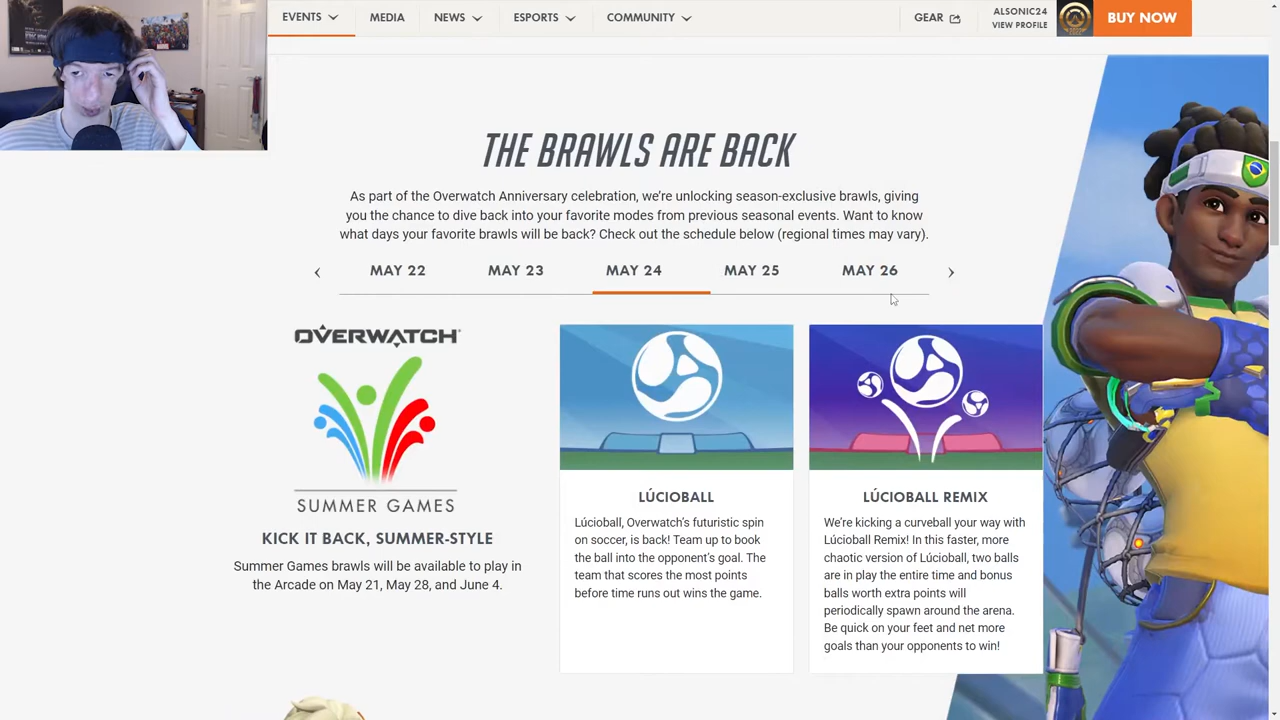 EVENTS
MEDIA
NEWS
ESPORTS
COMMUNITY
GEAR
ALSONIC24
VIEW PROFILE
BUY NOW
THE BRAWLS ARE BACK
As part of the Overwatch Anniversary celebration, we're unlocking season-exclusive brawls, giving
you the chance to dive back into your favorite modes from previous seasonal events. Want to know
what days your favorite brawls will be back? Check out the schedule below (regional times may vary).
MAY 22
MAY 23
MAY 24
MAY 25
MAY 26
OVERWATCH
SUMMER GAMES
KICK IT BACK, SUMMER-STYLE
Summer Games brawls will be available to play in
the Arcade on May 21, May 28, and June 4.
LÚCIOBALL
Lúcioball, Overwatch's futuristic spin
on soccer, is back! Team up to book
the ball into the opponent's goal. The
team that scores the most points
before time runs out wins the game.
LÚCIOBALL REMIX
We're kicking a curveball your way with
Lúcioball Remix! In this faster, more
chaotic version of Lúcioball, two balls
are in play the entire time and bonus
balls worth extra points will
periodically spawn around the arena.
Be quick on your feet and net more
goals than your opponents to win!